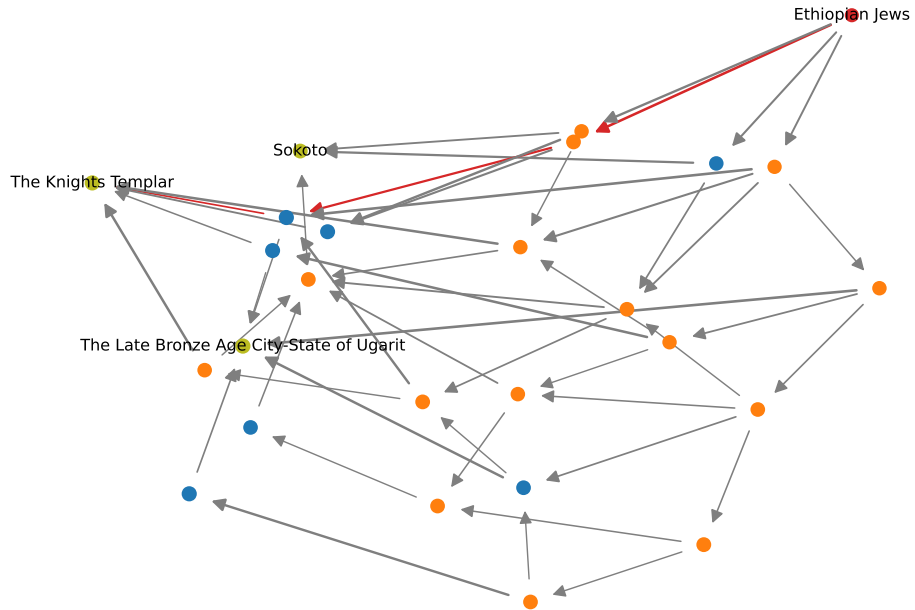 Ethiopian Jews
Sokoto
The Knights Templar
The Late Bronze Age City-State of Ugarit